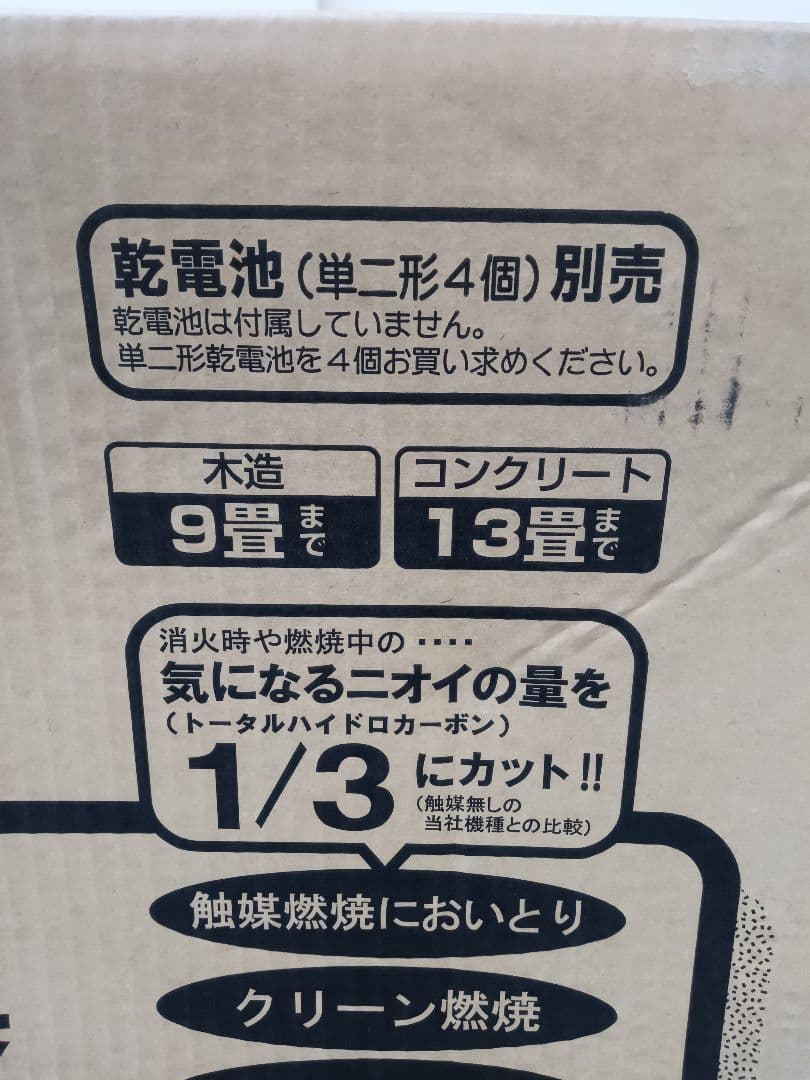 乾電池(単二形4個)別売
乾電池は付属していません。
単二形乾電池を4個お買い求めください。
木造
9畳まで
コンクリート
13畳まで
消火時や燃焼中の‥‥
気になるニオイの量を
(トータルハイドロカーボン)
1/3にカット!!
(触媒無しの
当社機種との比較)
触媒燃焼においとり
クリーン燃焼